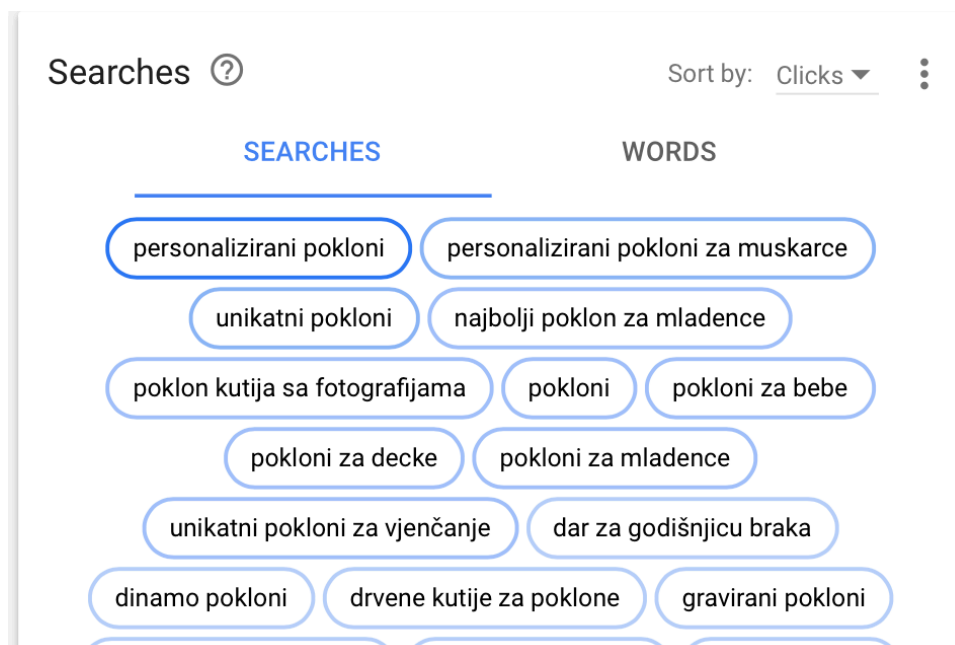 Searches ? Sort by: Clicks
SEARCHES WORDS
personalizirani pokloni personalizirani pokloni za muskarce
unikatni pokloni najbolji poklon za mladence
poklon kutija sa fotografijama pokloni pokloni za bebe
pokloni za decke pokloni za mladence
unikatni pokloni za vjenčanje dar za godišnjicu braka
dinamo pokloni drvene kutije za poklone gravirani pokloni